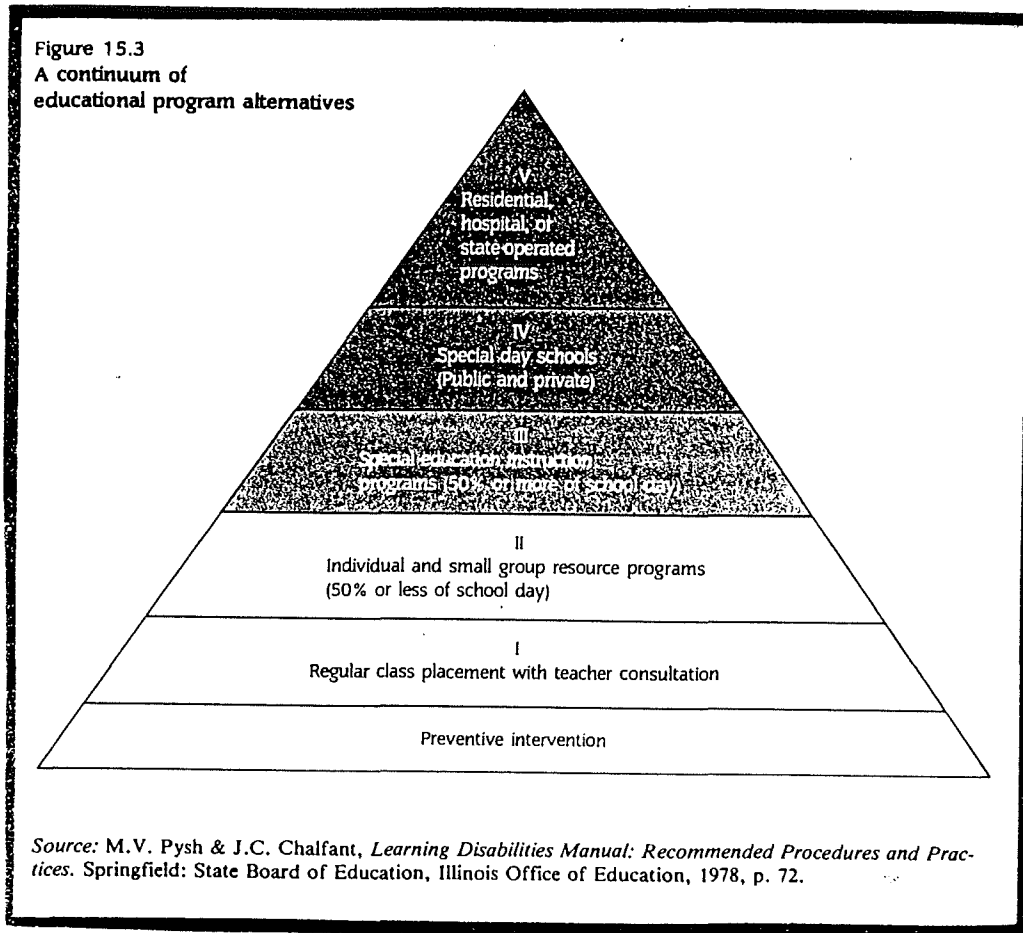 Figure 15.3
A continuum of
educational program alternatives
V
Residential,
hospital, or
state-operated
programs
IV
Special day schools
(Public and private)
III
Special education instruction
programs (50% or more of school day)
II
Individual and small group resource programs
(50% or less of school day)
I
Regular class placement with teacher consultation
Preventive intervention
Source: M.V. Pysh & J.C. Chalfant, Learning Disabilities Manual: Recommended Procedures and Prac-
tices. Springfield: State Board of Education, Illinois Office of Education, 1978, p. 72.